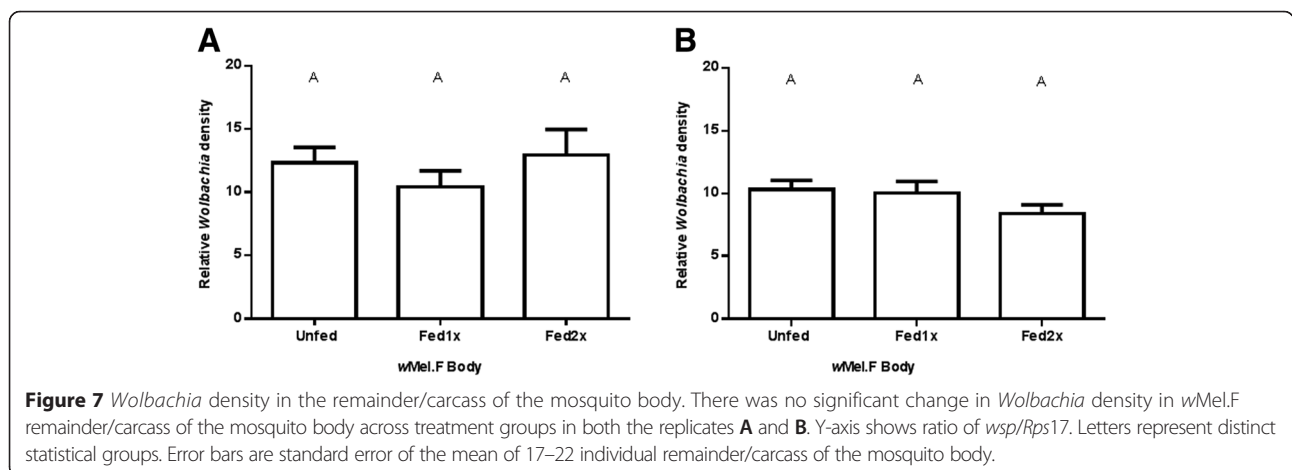 A
B
20
15
10
5
0
Relative Wolbachia density
A A A
Unfed Fed1x Fed2x
wMel.F Body
20
15
10
5
0
Relative Wolbachia density
A A A
Unfed Fed1x Fed2x
wMel.F Body
Figure 7 Wolbachia density in the remainder/carcass of the mosquito body. There was no significant change in Wolbachia density in wMel.F
remainder/carcass of the mosquito body across treatment groups in both the replicates A and B. Y-axis shows ratio of wsp/Rps17. Letters represent distinct
statistical groups. Error bars are standard error of the mean of 17–22 individual remainder/carcass of the mosquito body.